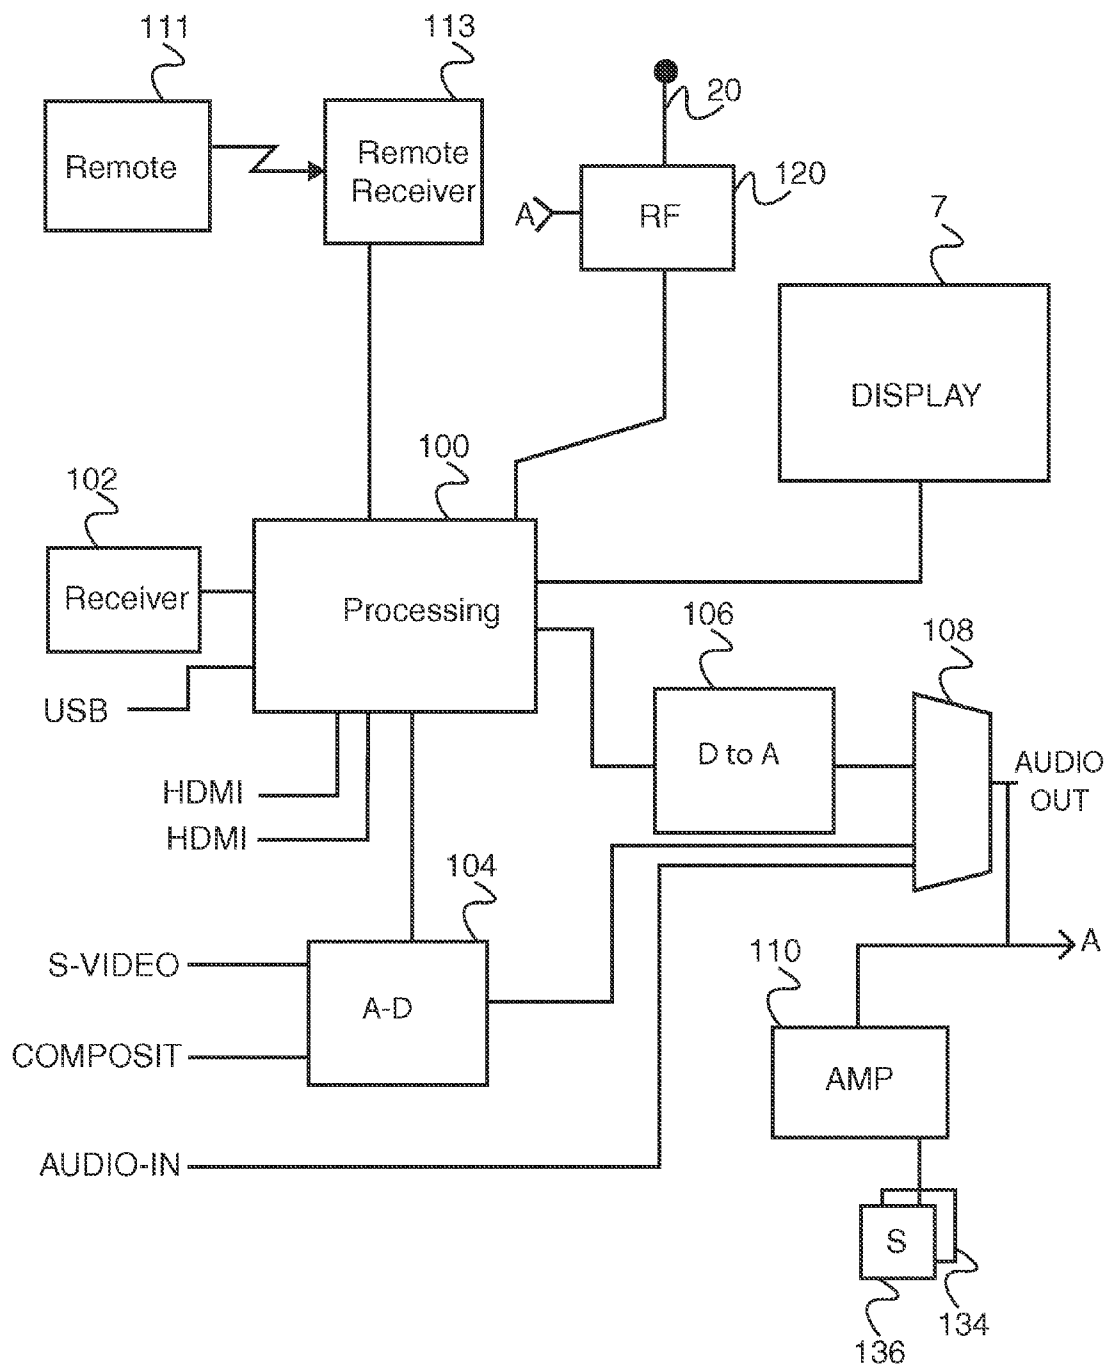 111
113
20
Remote
Remote
Receiver
120
A
RF
7
DISPLAY
100
102
Receiver
Processing
106
108
USB
D to A
AUDIO
OUT
HDMI
HDMI
104
S-VIDEO
A-D
110
A
COMPOSIT
AMP
AUDIO-IN
S
134
136